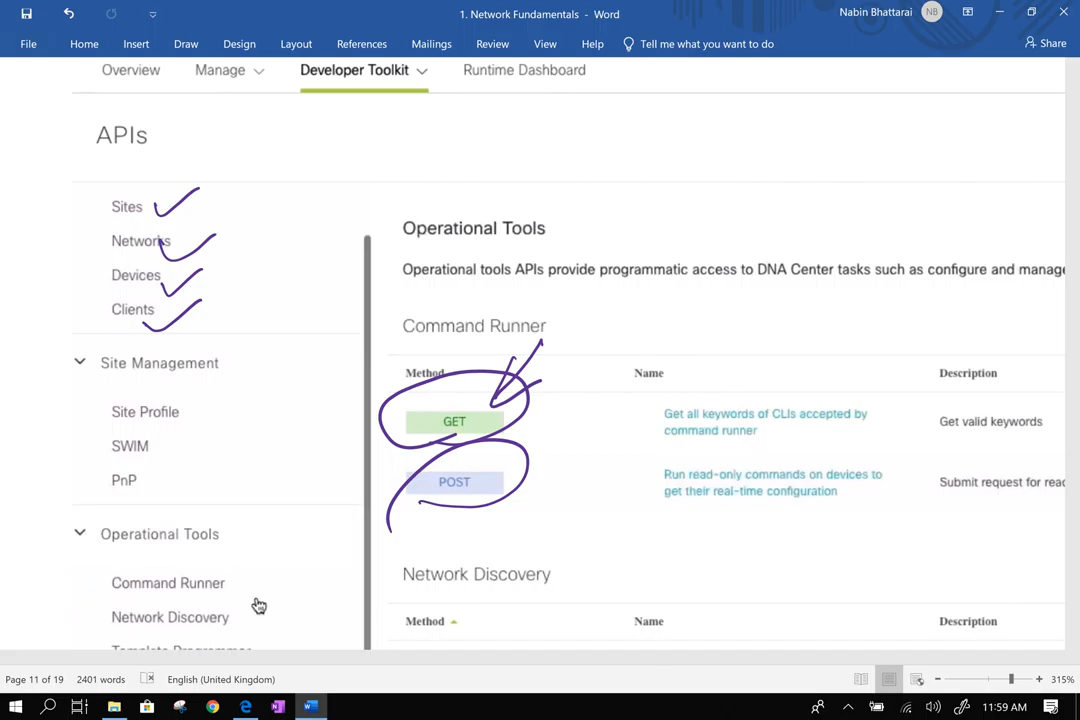 1. Network Fundamentals - Word
Nabin Bhattarai NB
File Home Insert Draw Design Layout References Mailings Review View Help Tell me what you want to do Share
Overview Manage Developer Toolkit Runtime Dashboard
APIs
Sites
Networks
Devices
Clients
Site Management
Site Profile
SWIM
PnP
Operational Tools
Command Runner
Network Discovery
Template Programmer
Operational Tools
Operational tools APIs provide programmatic access to DNA Center tasks such as configure and manage
Command Runner
Method Name Description
GET Get all keywords of CLIs accepted by Get valid keywords
command runner
POST Run read-only commands on devices to Submit request for read
get their real-time configuration
Network Discovery
Method Name Description
Page 11 of 19 2401 words English (United Kingdom) 315%
11:59 AM